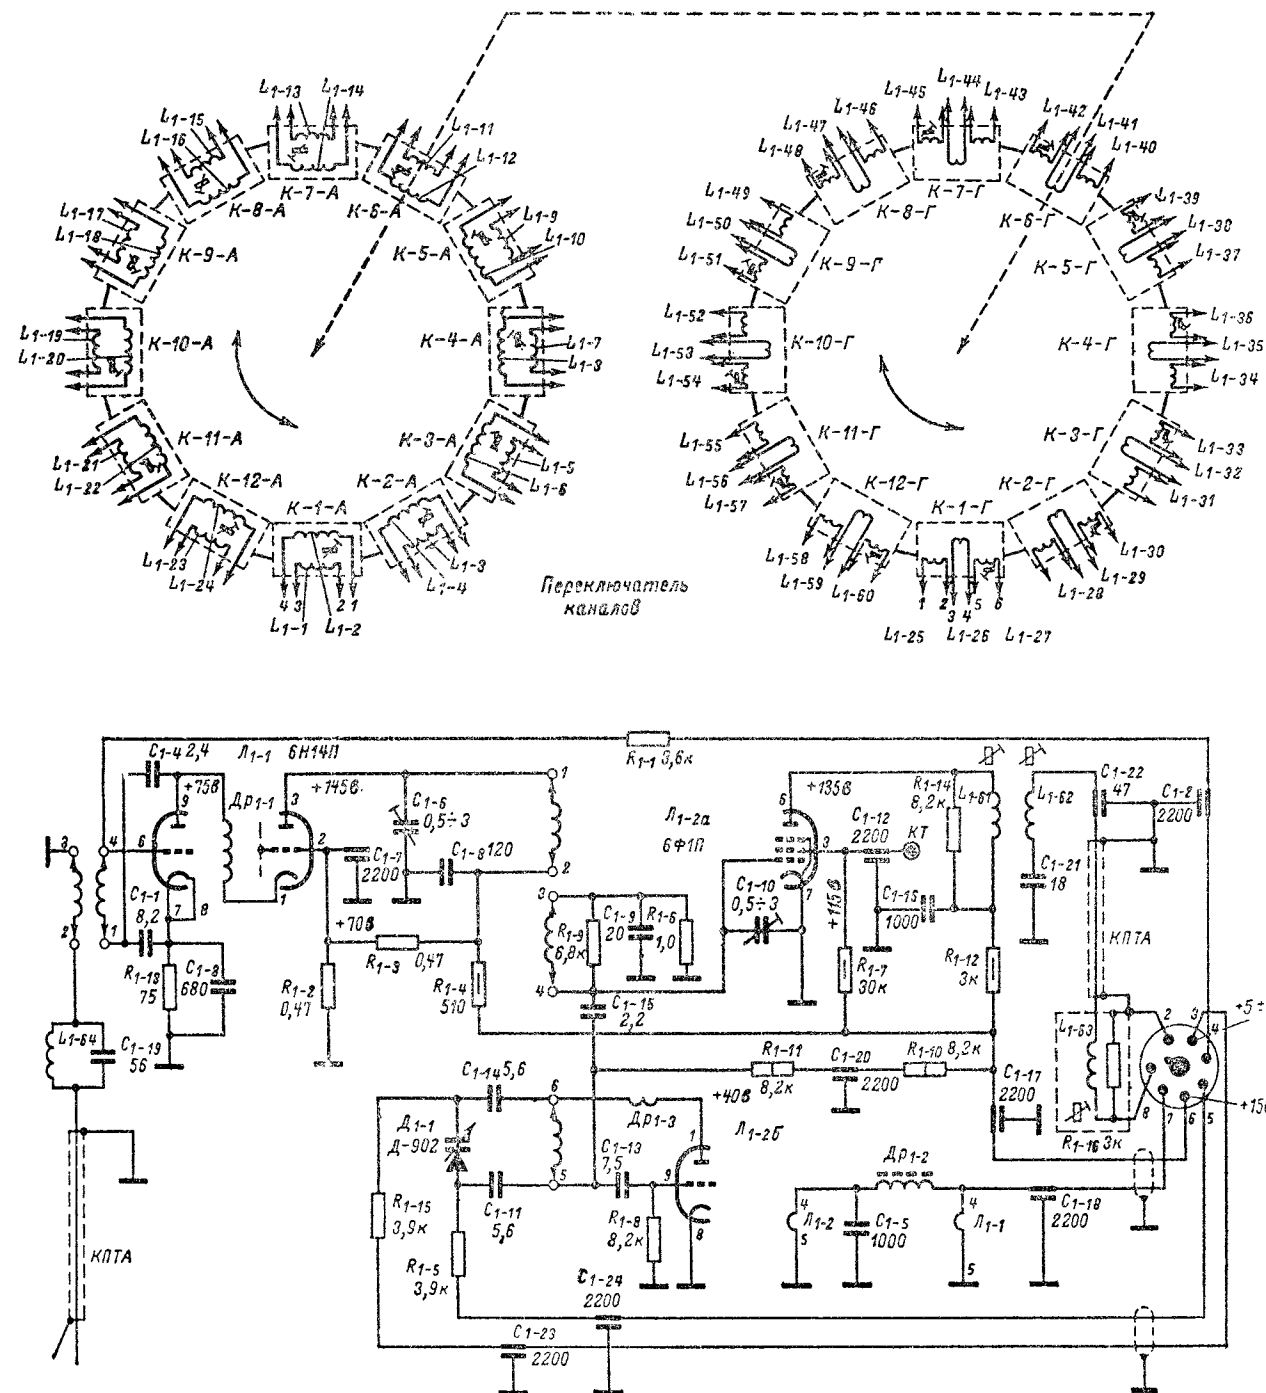 L1-13 L1-14
L1-15
L1-16
L1-11
L1-12
К-7-А
К-8-А
К-6-А
L1-17
L1-18
L1-9
L1-10
К-9-А
К-5-А
L1-19
L1-20
К-10-А
К-4-А
L1-7
К-11-А
К-3-А
L1-21
L1-22
L1-5
L1-6
К-12-А
К-2-А
К-1-А
L1-23
L1-24
L1-3
L1-4
4 3 2 1
L1-1 L1-2
Переключатель
каналов
L1-44
L1-45
L1-43
L1-46
L1-42
L1-47
L1-41
L1-48
L1-40
К-7-Г
К-8-Г
К-6-Г
L1-49
L1-39
L1-50
L1-38
L1-51
L1-37
К-9-Г
К-5-Г
L1-52
L1-36
L1-53
L1-35
L1-54
L1-34
К-10-Г
К-4-Г
К-11-Г
К-3-Г
L1-55
L1-33
L1-56
L1-32
L1-57
L1-31
К-12-Г
К-2-Г
К-1-Г
L1-58
L1-30
L1-59
L1-29
L1-60
L1-28
1 2 3 4 5 6
L1-25 L1-26 L1-27
C1-4 2,4
Л1-1 6Н14П
R1-1 3,6к
+75в
Др1-1
+145в
C1-6
0,5÷3
C1-7
2200
C1-8 120
Л1-2а
6Ф1П
+135в
R1-14
8,2к
L1-61
L1-62
C1-22
47
C1-2
2200
C1-12
2200
КТ
C1-21
18
C1-1
8,2
+70в
R1-3
0,47
R1-2
0,47
R1-4
510
R1-13
75
680
R1-9
6,8к
C1-9
20
R1-6
1,0
C1-10
0,5÷3
+115в
1000
R1-7
30к
R1-12
3к
КПТА
C1-15
2,2
L1-64
C1-19
56
C1-14 5,6
R1-11
8,2к
C1-20
2200
R1-10 8,2к
+40в
C1-17
2200
L1-63
R1-16 3к
Д1-1
Д-902
Др1-3
Л1-2б
C1-13
7,5
C1-11
5,6
R1-15
3,9к
R1-5
3,9к
R1-8
8,2к
Др1-2
Л1-2
C1-5
1000
Л1-1
C1-18
2200
КПТА
C1-24
2200
C1-23
2200